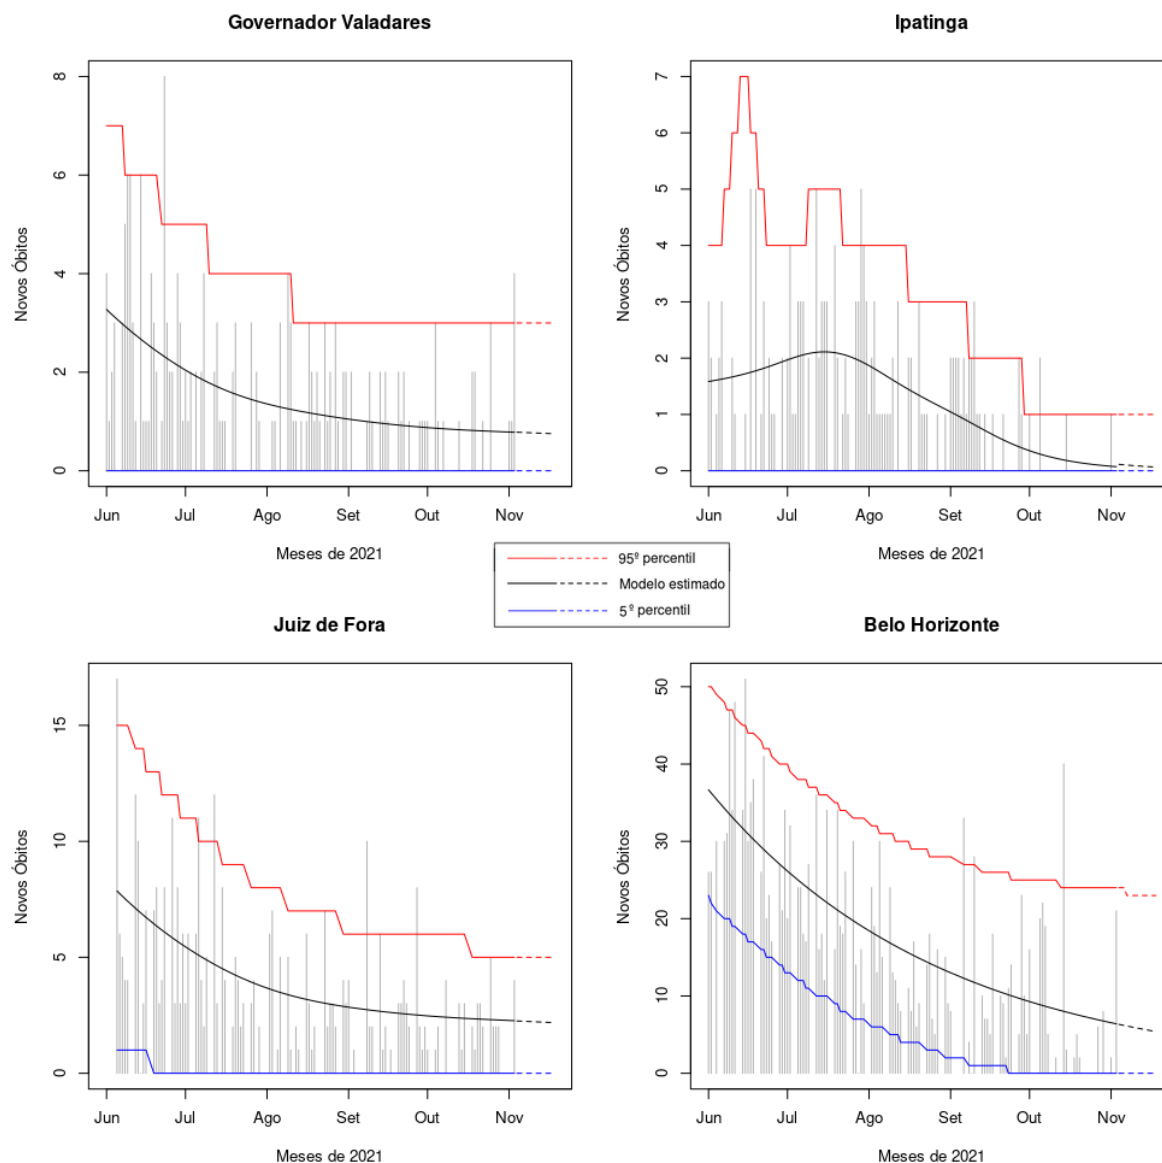 Governador Valadares
Novos Óbitos
8
6
4
2
0
Jun Jul Ago Set Out Nov
Meses de 2021
Ipatinga
Novos Óbitos
7
6
5
4
3
2
1
0
Jun Jul Ago Set Out Nov
Meses de 2021
95º percentil
Modelo estimado
5º percentil
Juiz de Fora
Novos Óbitos
15
10
5
0
Jun Jul Ago Set Out Nov
Meses de 2021
Belo Horizonte
Novos Óbitos
50
40
30
20
10
0
Jun Jul Ago Set Out Nov
Meses de 2021